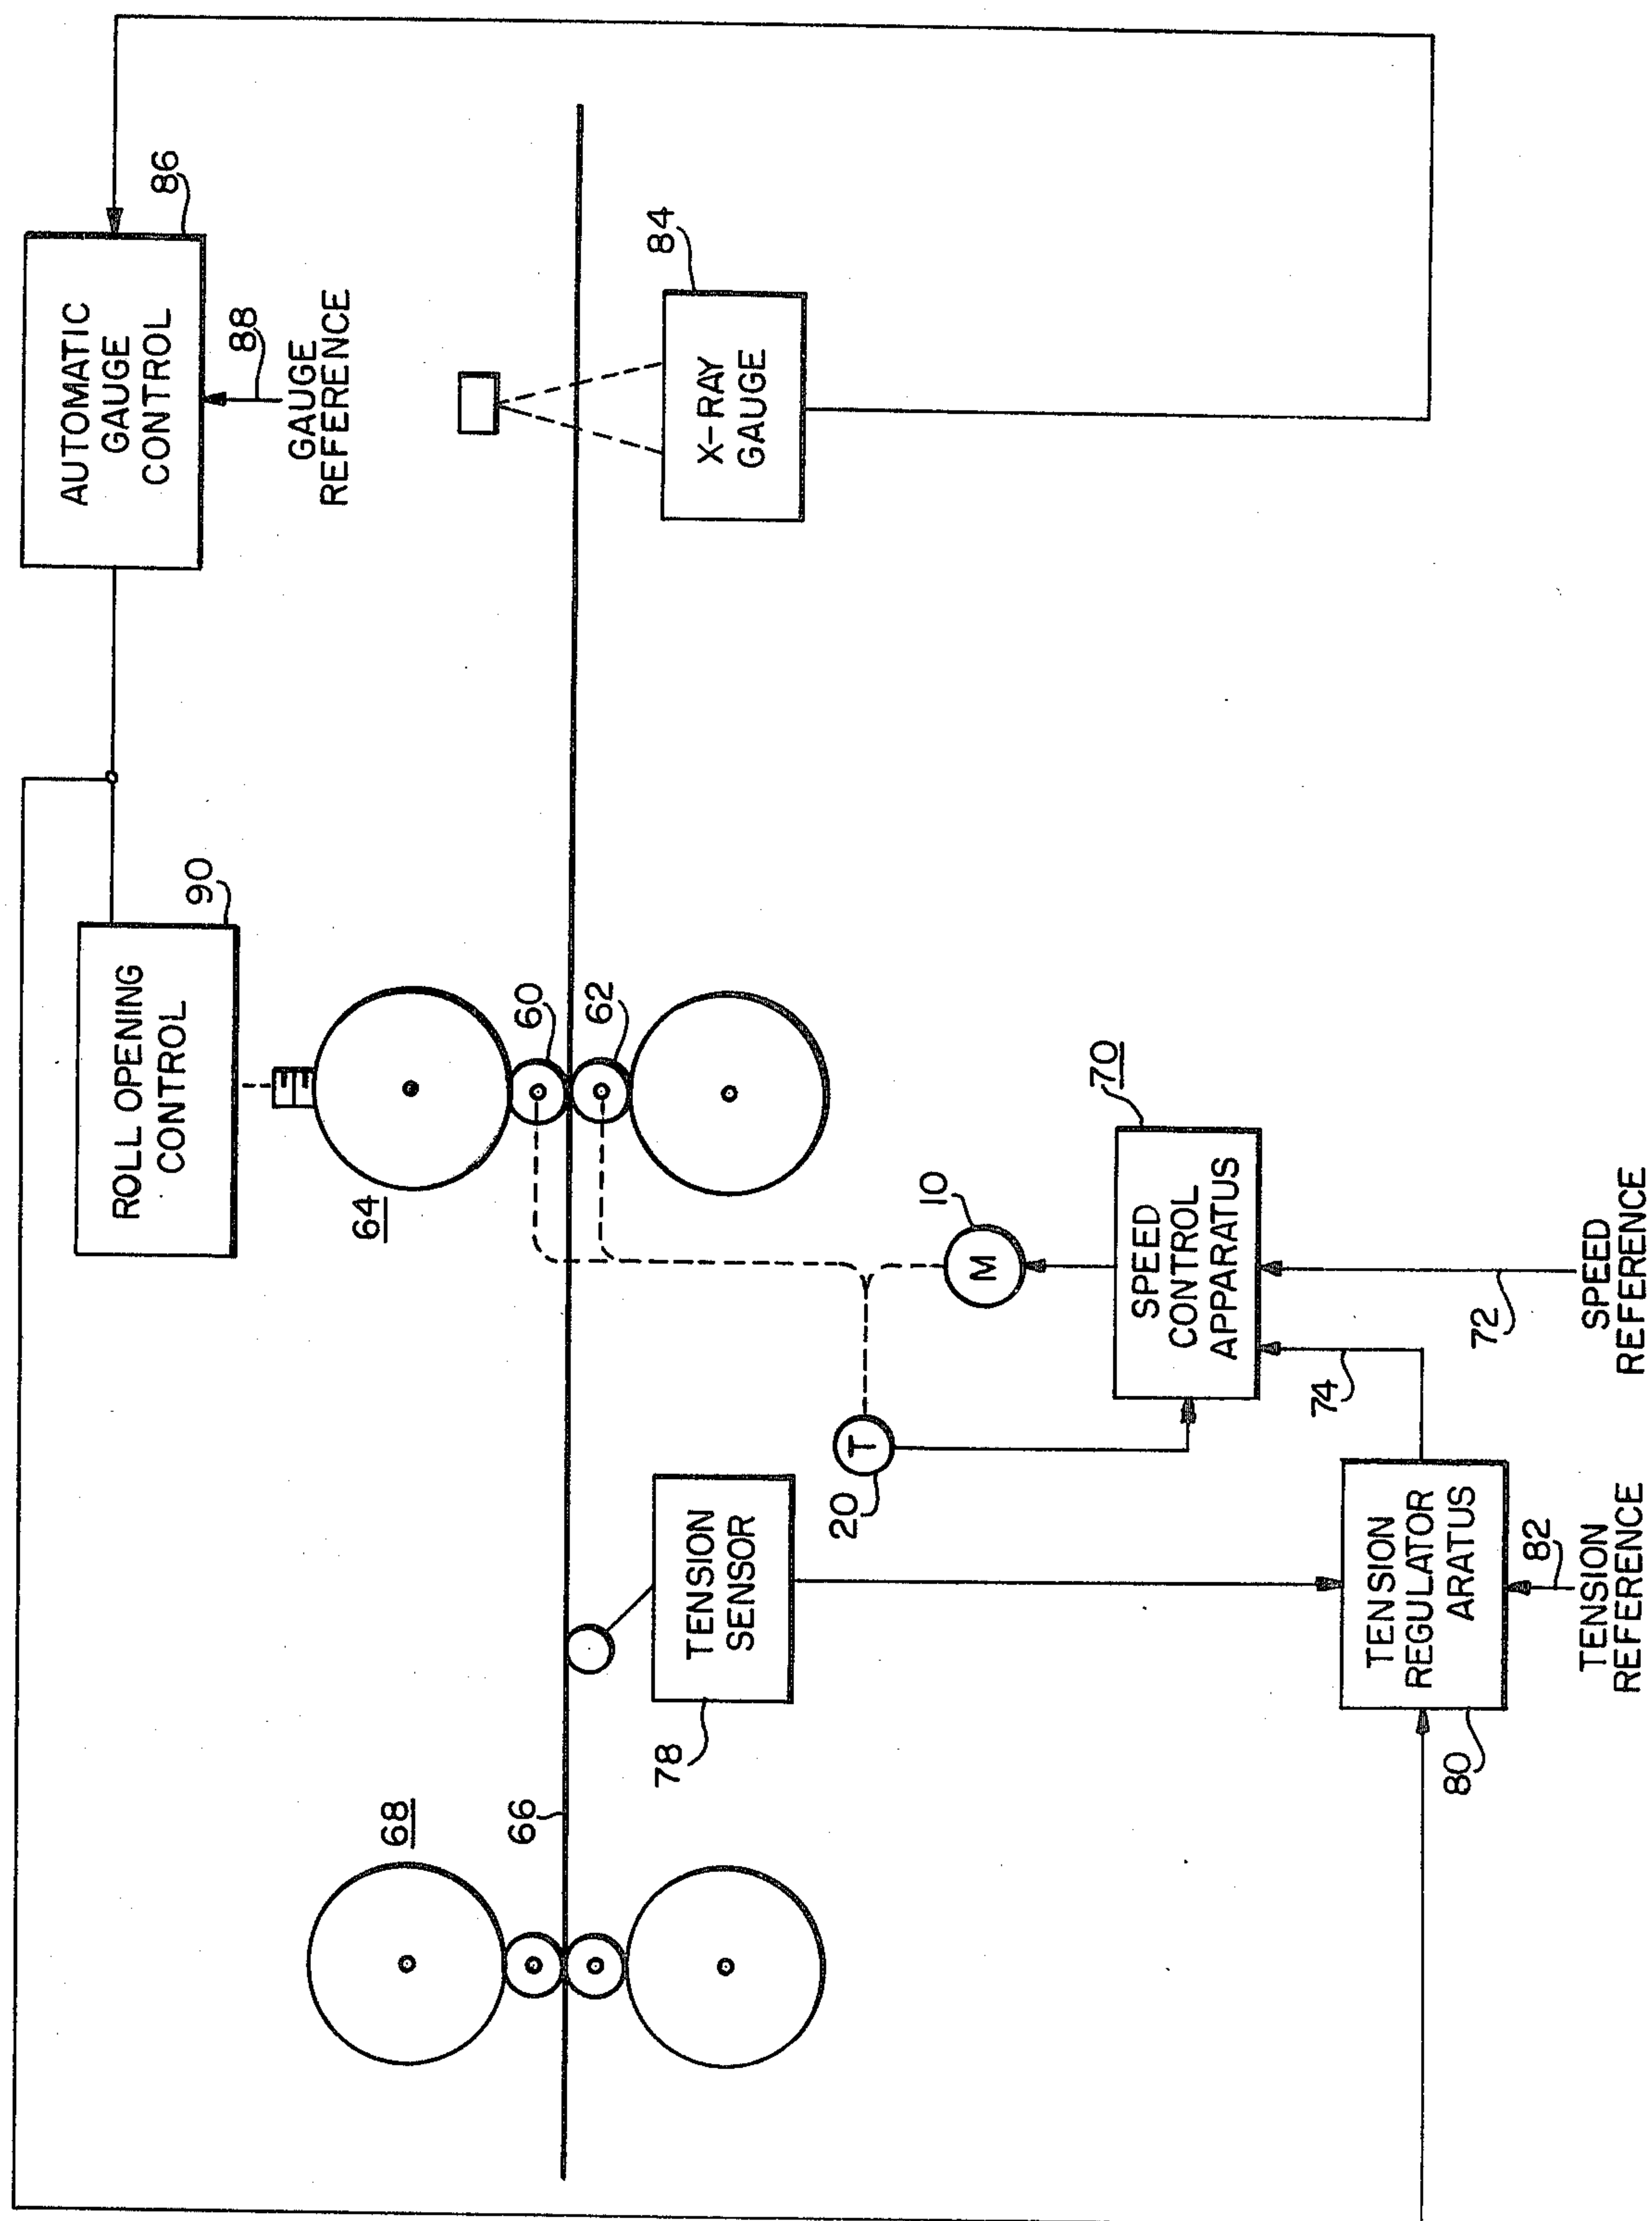 AUTOMATIC
GAUGE
CONTROL
86
88
GAUGE
REFERENCE
ROLL OPENING
CONTROL
90
64
60
62
68
66
X-RAY
GAUGE
84
TENSION
SENSOR
78
T
20
M
10
SPEED
CONTROL
APPARATUS
70
72
SPEED
REFERENCE
74
TENSION
REGULATOR
ARATUS
80
82
TENSION
REFERENCE